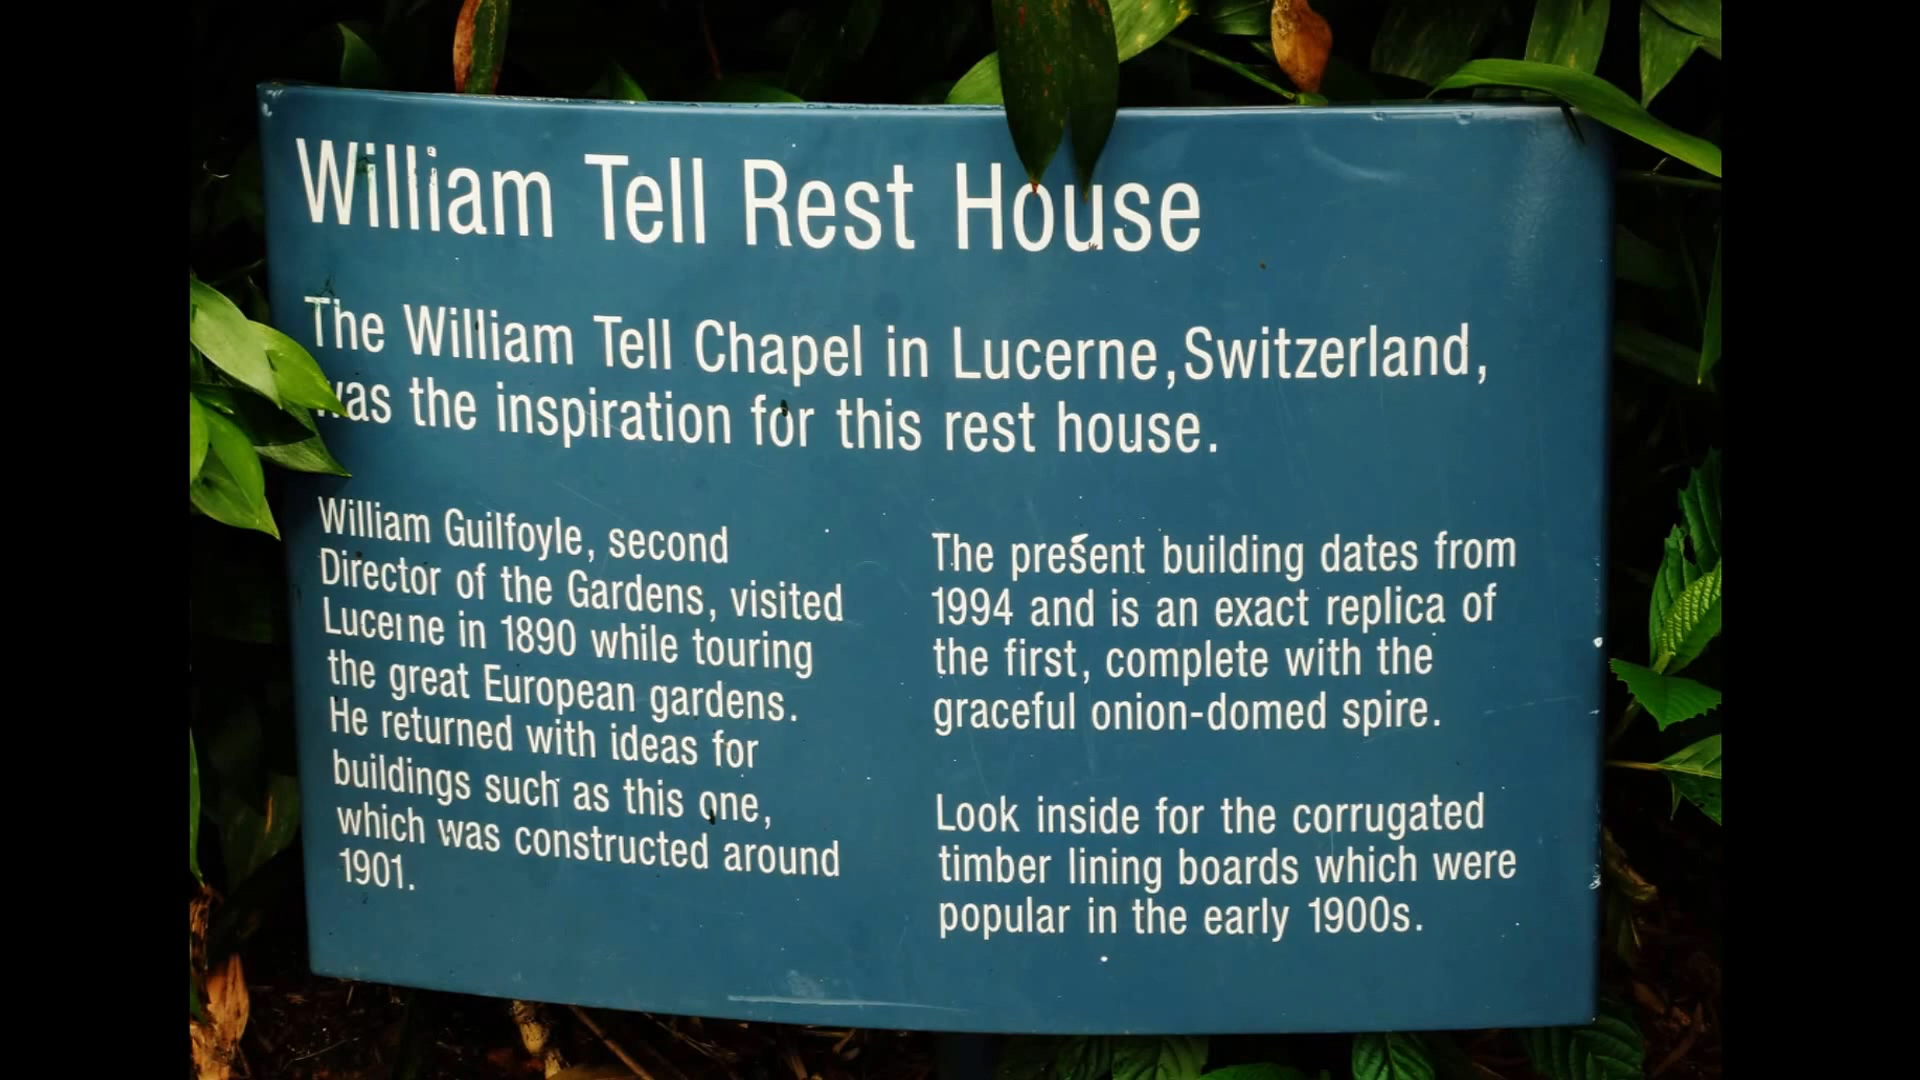 William Tell Rest House
The William Tell Chapel in Lucerne, Switzerland,
was the inspiration for this rest house.
William Guilfoyle, second
Director of the Gardens, visited
Lucerne in 1890 while touring
the great European gardens.
He returned with ideas for
buildings such as this one,
which was constructed around
1901.
The present building dates from
1994 and is an exact replica of
the first, complete with the
graceful onion-domed spire.
Look inside for the corrugated
timber lining boards which were
popular in the early 1900s.